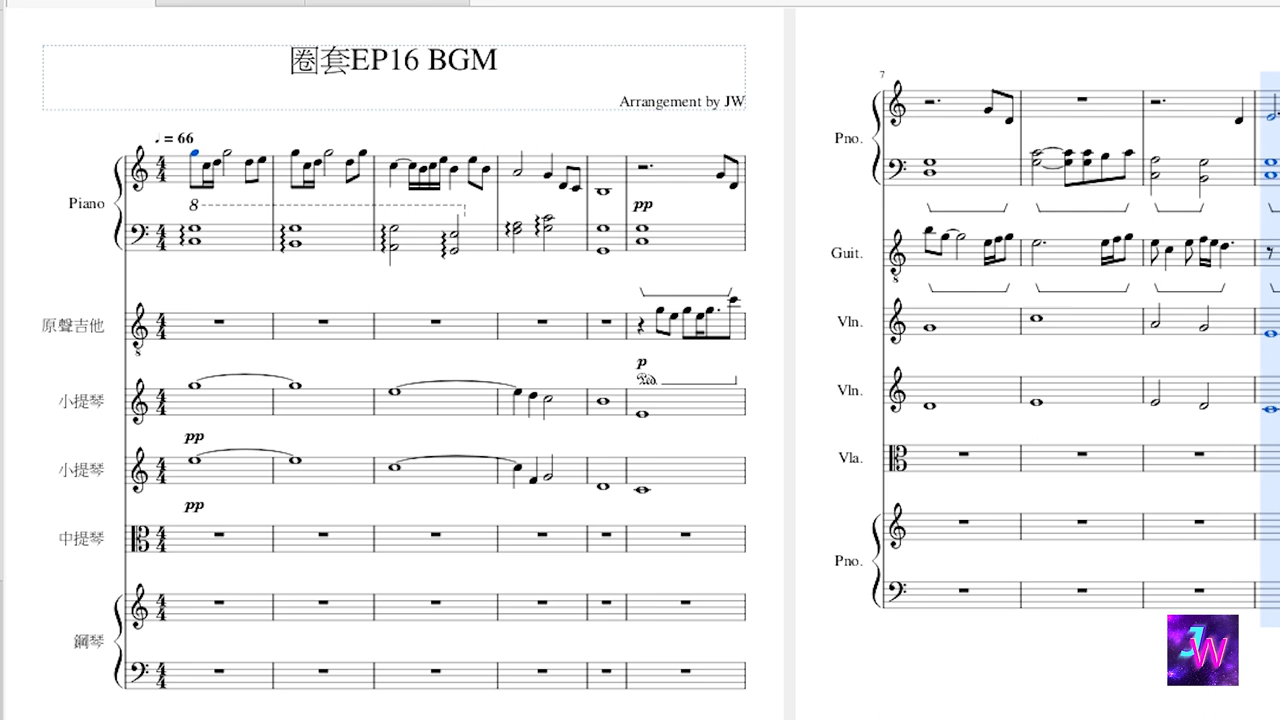 圈套EP16 BGM
Arrangement by JW
♩ = 66
7
Piano
8
pp
原聲吉他
p
小提琴
pp
小提琴
pp
中提琴
鋼琴
Pno.
Guit.
Vln.
Vln.
Vla.
Pno.
JW